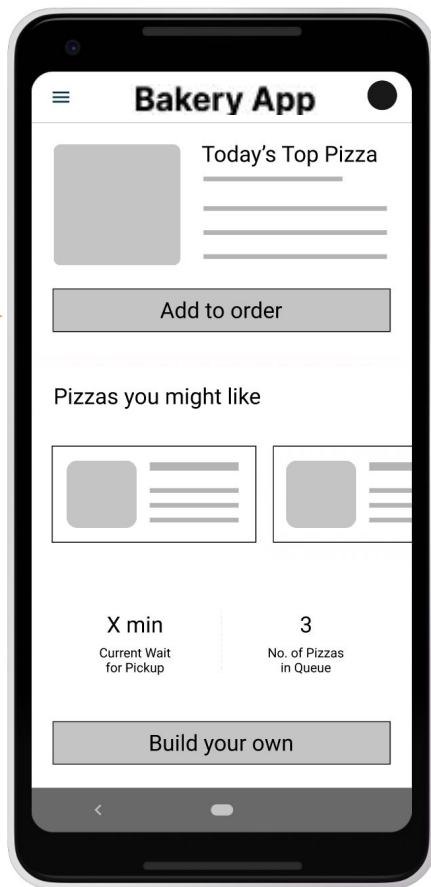 Bakery App
Today's Top Pizza
Add to order
Pizzas you might like
X min
Current Wait
for Pickup
3
No. of Pizzas
in Queue
Build your own